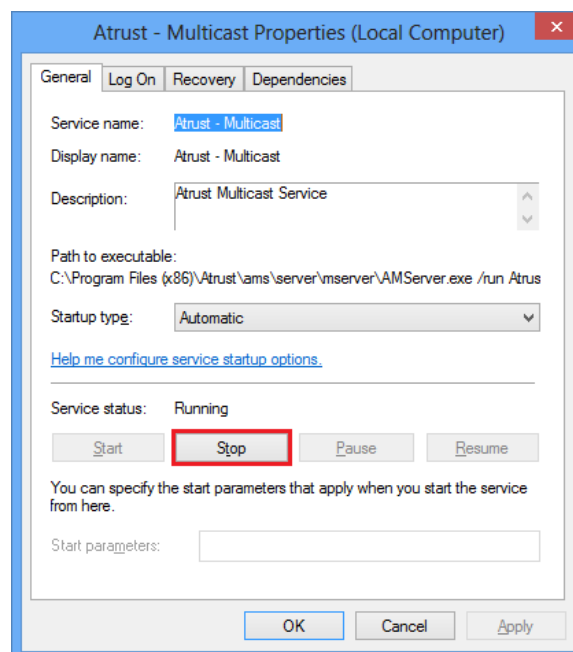 Atrust - Multicast Properties (Local Computer)
General Log On Recovery Dependencies
Service name: Atrust - Multicast
Display name: Atrust - Multicast
Description: Atrust Multicast Service
Path to executable:
C:\Program Files (x86)\Atrust\ams\server\mserver\AMServer.exe /run Atrus
Startup type: Automatic
Help me configure service startup options.
Service status: Running
Start Stop Pause Resume
You can specify the start parameters that apply when you start the service
from here.
Start parameters:
OK Cancel Apply